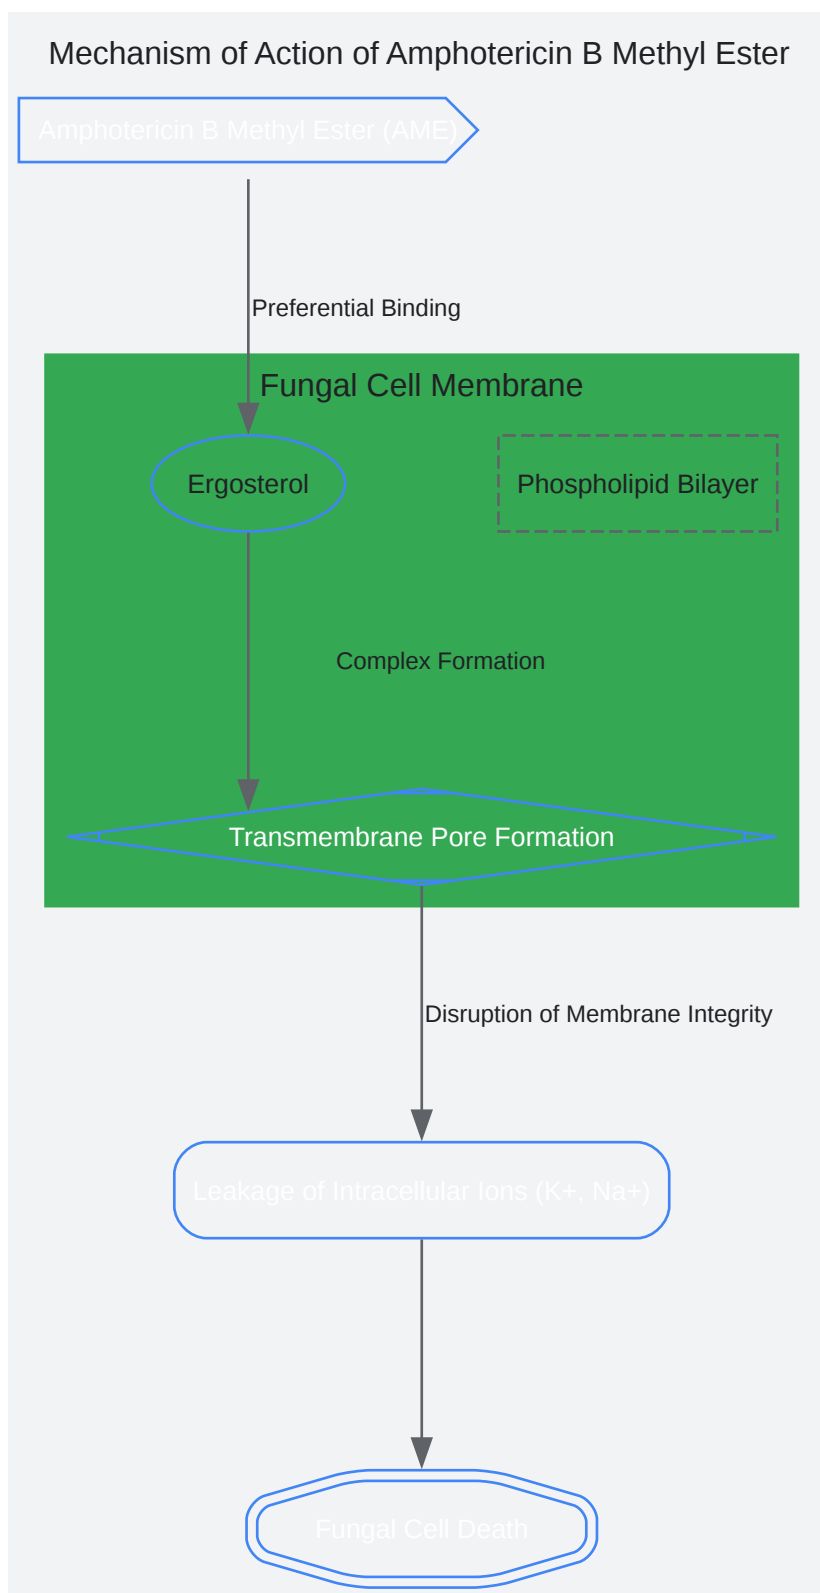 Mechanism of Action of Amphotericin B Methyl Ester
Amphotericin B Methyl Ester (AME)
Preferential Binding
Fungal Cell Membrane
Ergosterol
Phospholipid Bilayer
Complex Formation
Transmembrane Pore Formation
Disruption of Membrane Integrity
Leakage of Intracellular Ions (K+, Na+)
Fungal Cell Death